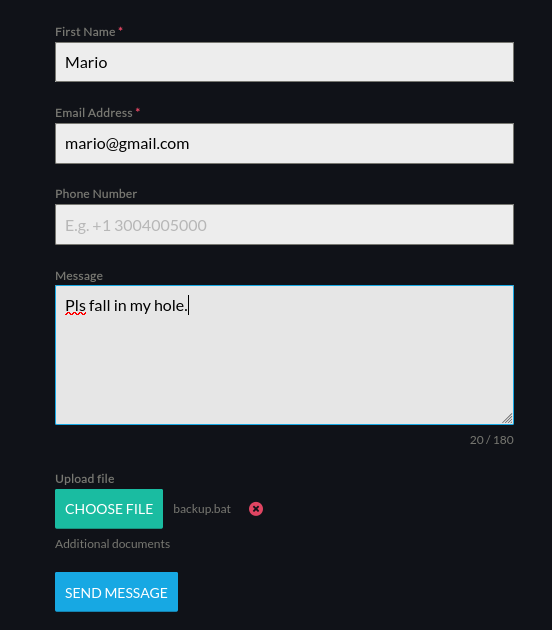 First Name *
Mario
Email Address *
mario@gmail.com
Phone Number
E.g. +1 3004005000
Message
Pls fall in my hole.
20 / 180
Upload file
CHOOSE FILE backup.bat
Additional documents
SEND MESSAGE